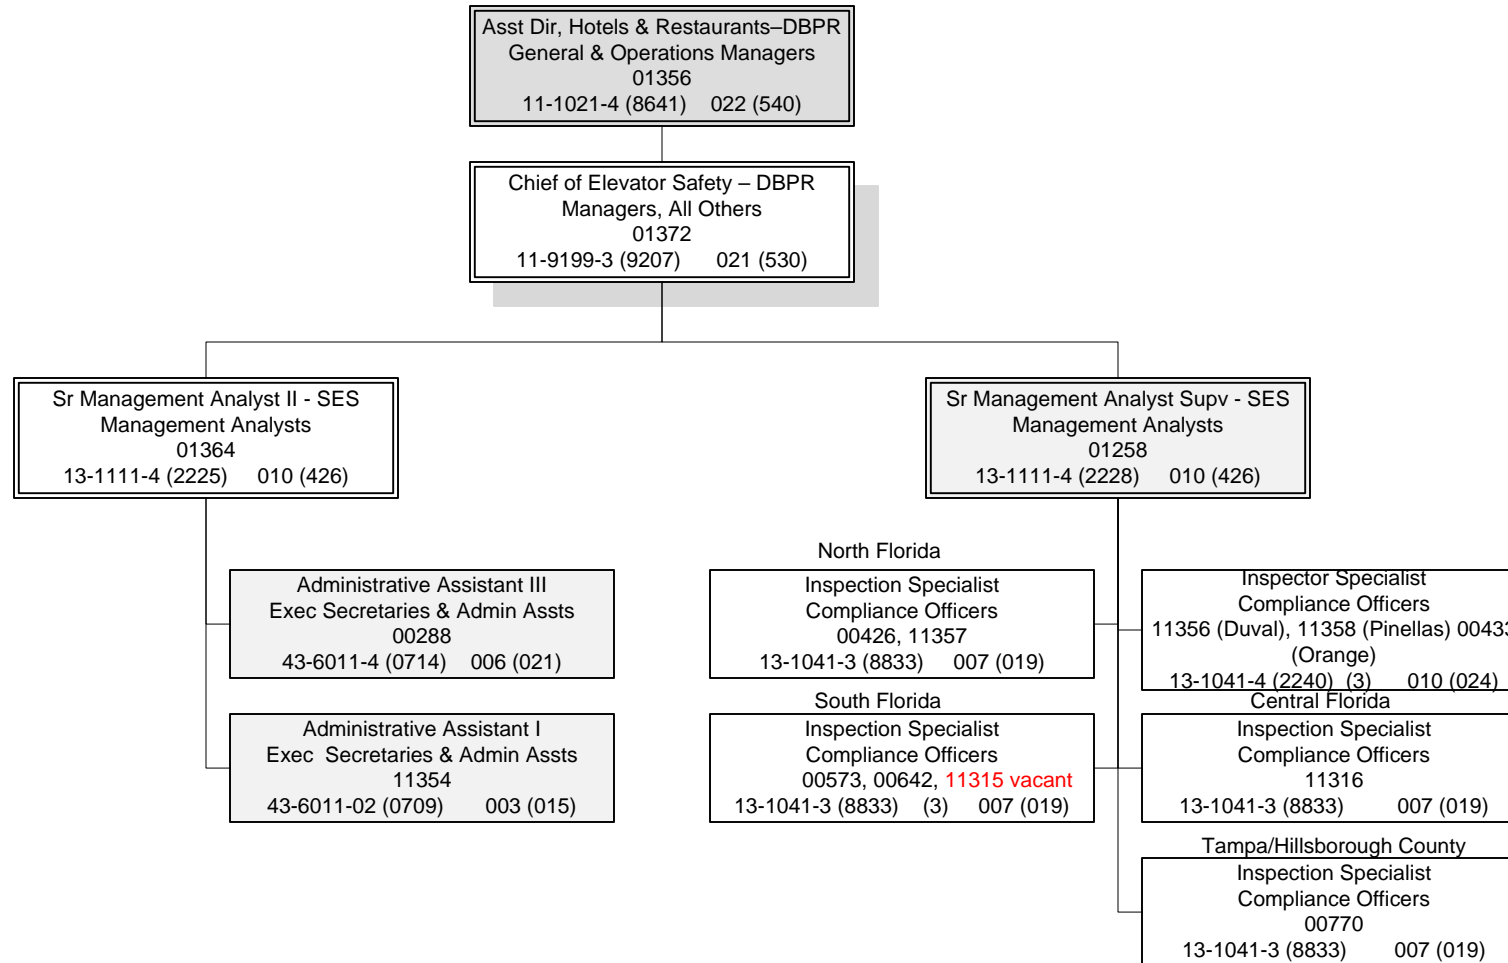 Asst Dir, Hotels & Restaurants–DBPR
General & Operations Managers
01356
11-1021-4 (8641) 022 (540)
Chief of Elevator Safety – DBPR
Managers, All Others
01372
11-9199-3 (9207) 021 (530)
Sr Management Analyst II - SES
Management Analysts
01364
13-1111-4 (2225) 010 (426)
Sr Management Analyst Supv - SES
Management Analysts
01258
13-1111-4 (2228) 010 (426)
Administrative Assistant III
Exec Secretaries & Admin Assts
00288
43-6011-4 (0714) 006 (021)
Administrative Assistant I
Exec Secretaries & Admin Assts
11354
43-6011-02 (0709) 003 (015)
North Florida
Inspection Specialist
Compliance Officers
00426, 11357
13-1041-3 (8833) 007 (019)
South Florida
Inspection Specialist
Compliance Officers
00573, 00642, 11315 vacant
13-1041-3 (8833) (3) 007 (019)
Inspector Specialist
Compliance Officers
11356 (Duval), 11358 (Pinellas) 00433
(Orange)
13-1041-4 (2240) (3) 010 (024)
Central Florida
Inspection Specialist
Compliance Officers
11316
13-1041-3 (8833) 007 (019)
Tampa/Hillsborough County
Inspection Specialist
Compliance Officers
00770
13-1041-3 (8833) 007 (019)